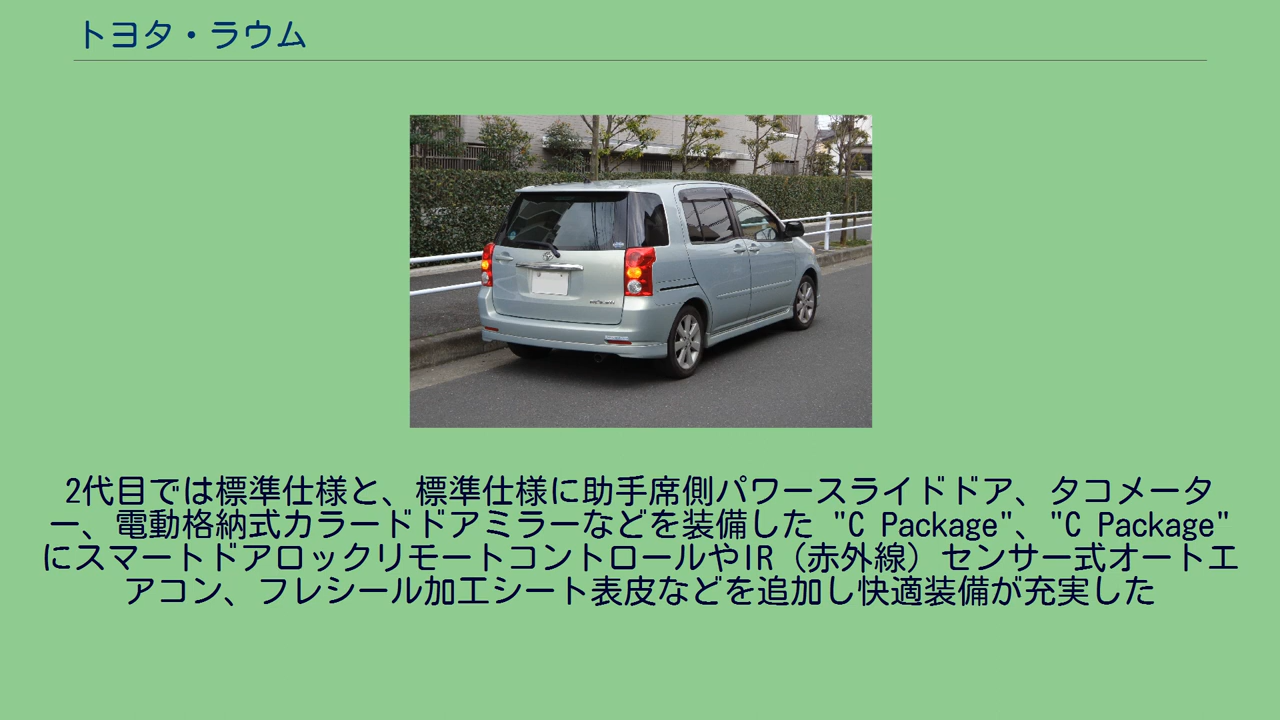 トヨタ・ラウム
2代目では標準仕様と、標準仕様に助手席側パワースライドドア、タコメータ
ー、電動格納式カラードドアミラーなどを装備した "C Package"、"C Package"
にスマートドアロックリモートコントロールやIR（赤外線）センサー式オートエ
アコン、フレシール加工シート表皮などを追加し快適装備が充実した